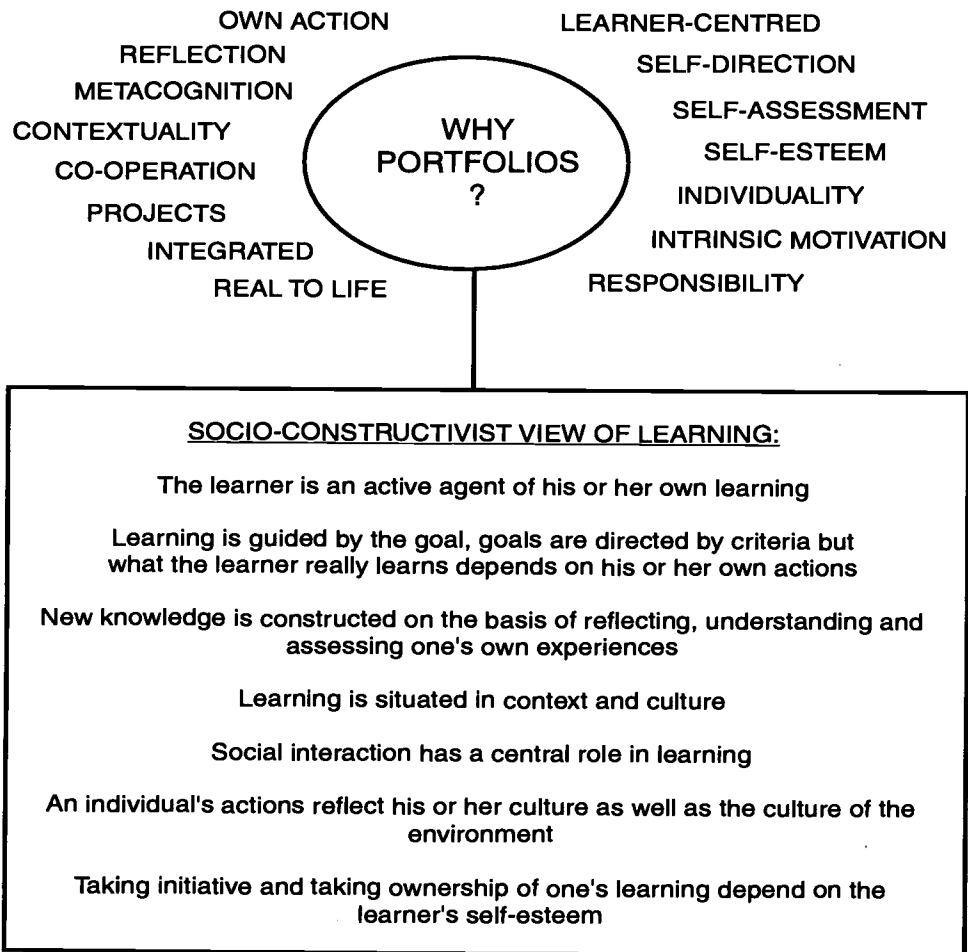 OWN ACTION
REFLECTION
METACOGNITION
CONTEXTUALITY
CO-OPERATION
PROJECTS
INTEGRATED
REAL TO LIFE
WHY
PORTFOLIOS
?
LEARNER-CENTRED
SELF-DIRECTION
SELF-ASSESSMENT
SELF-ESTEEM
INDIVIDUALITY
INTRINSIC MOTIVATION
RESPONSIBILITY
SOCIO-CONSTRUCTIVIST VIEW OF LEARNING:
The learner is an active agent of his or her own learning
Learning is guided by the goal, goals are directed by criteria but
what the learner really learns depends on his or her own actions
New knowledge is constructed on the basis of reflecting, understanding and
assessing one's own experiences
Learning is situated in context and culture
Social interaction has a central role in learning
An individual's actions reflect his or her culture as well as the culture of the
environment
Taking initiative and taking ownership of one's learning depend on the
learner's self-esteem